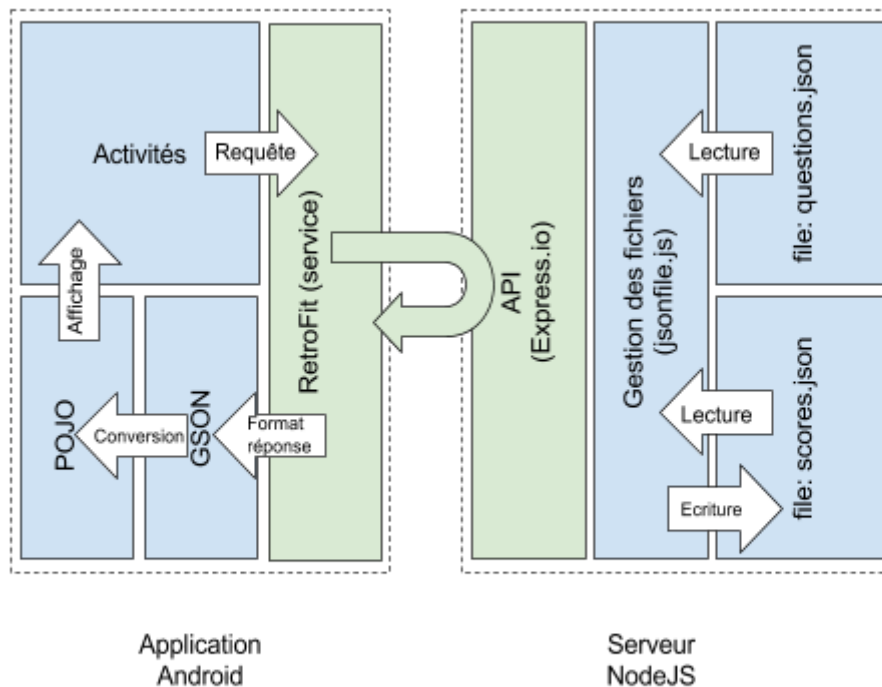 Activités
Requête
Affichage
RetroFit (service)
POJO
Conversion
GSON
Format
réponse
API
(Express.io)
Gestion des fichiers
(jsonfile.js)
Lecture
file: questions.json
Lecture
Ecriture
file: scores.json
Application
Android
Serveur
NodeJS